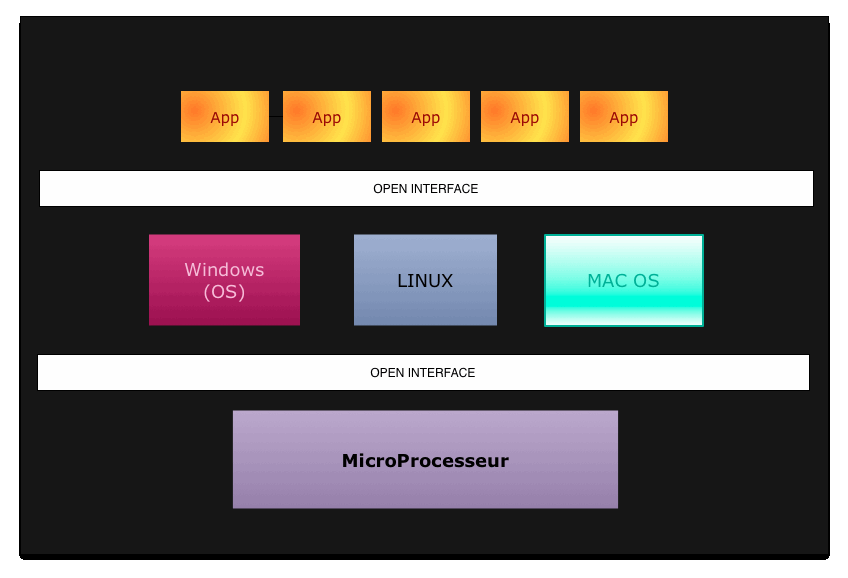 App App App App App
OPEN INTERFACE
Windows
(OS)
LINUX
MAC OS
OPEN INTERFACE
MicroProcesseur